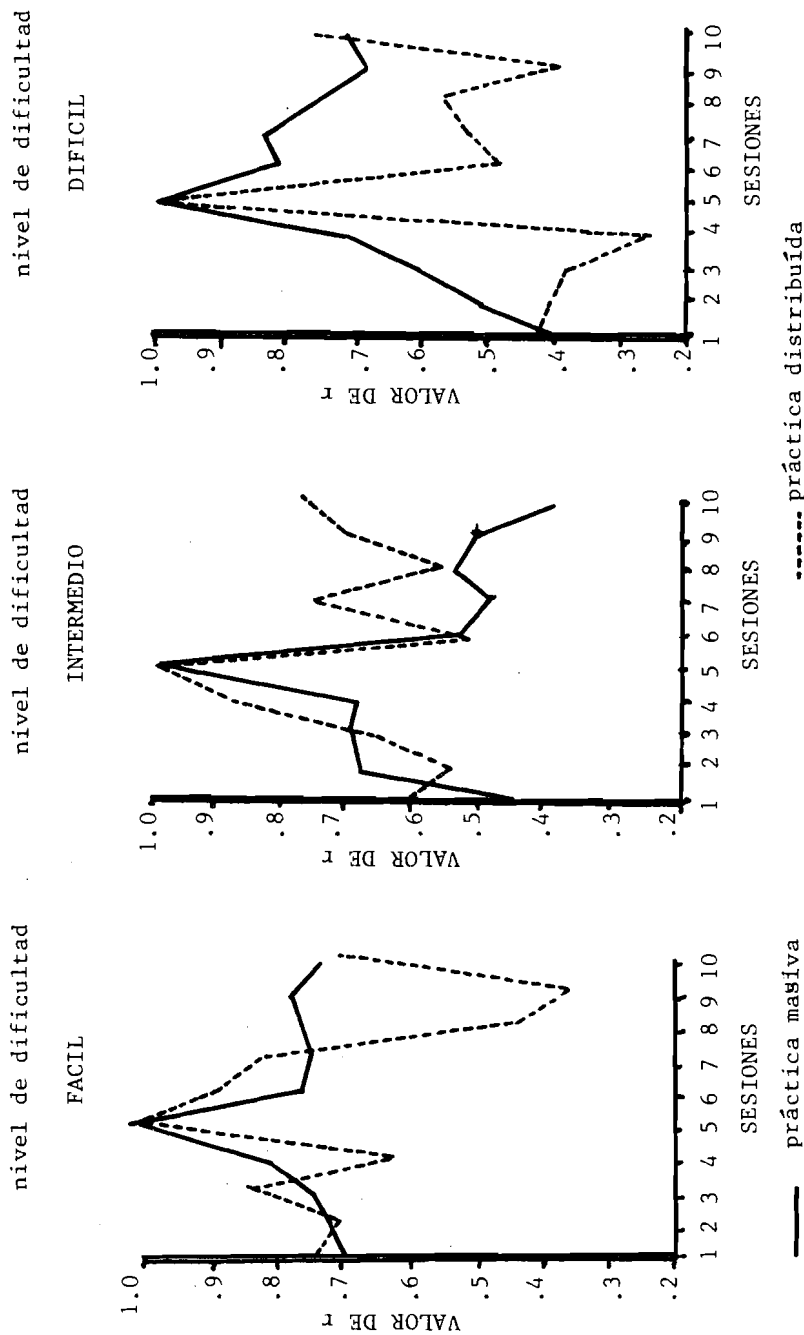 nivel de dificultad
FACIL
VALOR DE r
1.0
.9
.8
.7
.6
.5
.4
.3
.2
1 2 3 4 5 6 7 8 9 10
SESIONES
nivel de dificultad
INTERMEDIO
VALOR DE r
1.0
.9
.8
.7
.6
.5
.4
.2
1 2 3 4 5 6 7 8 9 10
SESIONES
nivel de dificultad
DIFICIL
VALOR DE r
1.0
.9
.8
.7
.6
.5
.4
.3
.2
1 2 3 4 5 6 7 8 9 10
SESIONES
práctica masiva
práctica distribuída